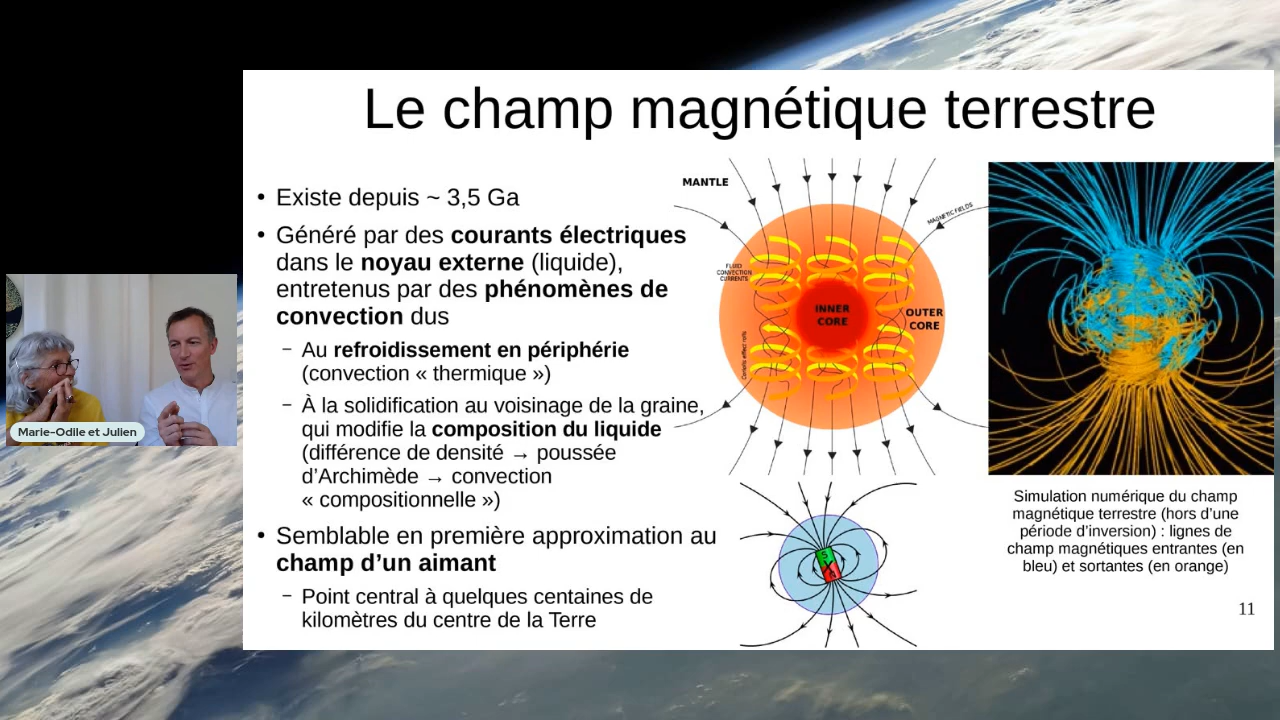 Le champ magnétique terrestre
• Existe depuis ~ 3,5 Ga
• Généré par des courants électriques
dans le noyau externe (liquide),
entretenus par des phénomènes de
convection dus
– Au refroidissement en périphérie
(convection « thermique »)
– À la solidification au voisinage de la graine,
qui modifie la composition du liquide
(différence de densité → poussée
d’Archimède → convection
« compositionnelle »)
• Semblable en première approximation au
champ d’un aimant
– Point central à quelques centaines de
kilomètres du centre de la Terre
MANTLE
MAGNETIC FIELDS
FLUID
CONVECTION
CURRENTS
INNER
CORE
OUTER
CORE
Coriolis effect rolls
S
N
Simulation numérique du champ
magnétique terrestre (hors d’une
période d’inversion) : lignes de
champ magnétiques entrantes (en
bleu) et sortantes (en orange)
11
Marie-Odile et Julien